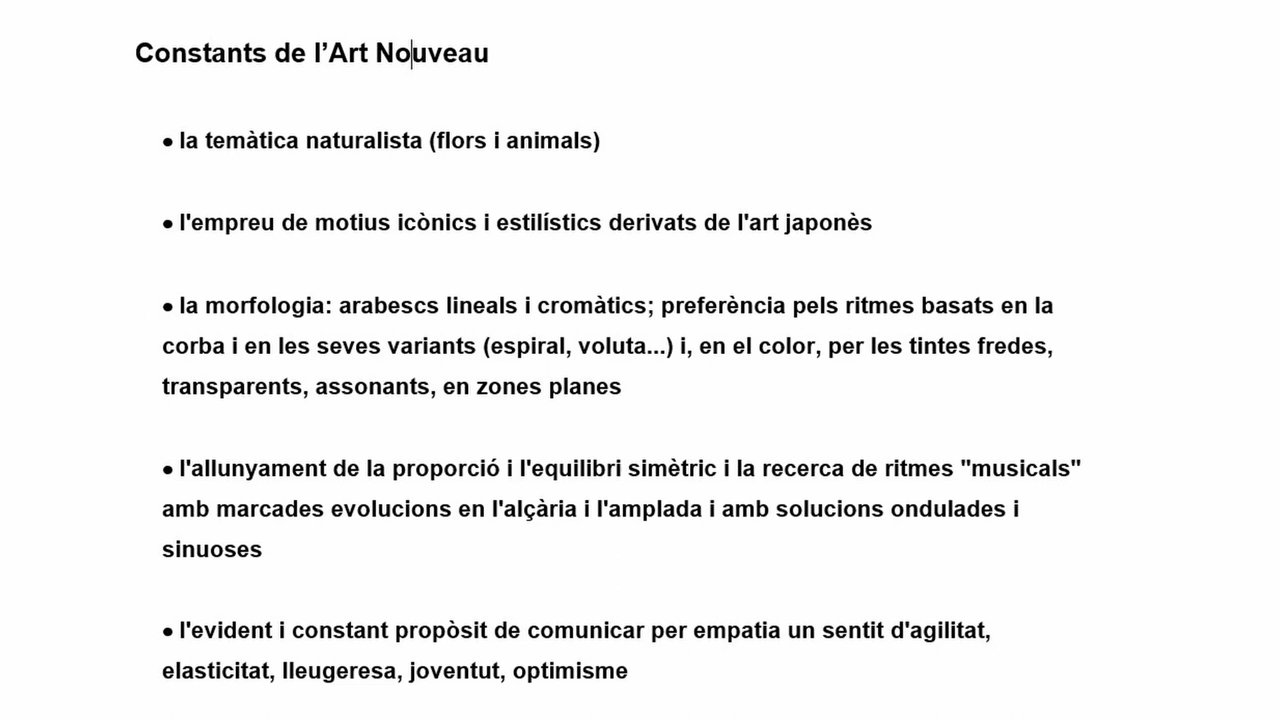 Constants de l’Art Nouveau
• la temàtica naturalista (flors i animals)
• l'empreu de motius icònics i estilístics derivats de l'art japonès
• la morfologia: arabescs lineals i cromàtics; preferència pels ritmes basats en la
corba i en les seves variants (espiral, voluta...) i, en el color, per les tintes fredes,
transparents, assonants, en zones planes
• l'allunyament de la proporció i l'equilibri simètric i la recerca de ritmes "musicals"
amb marcades evolucions en l'alçària i l'amplada i amb solucions ondulades i
sinuoses
• l'evident i constant propòsit de comunicar per empatia un sentit d'agilitat,
elasticitat, lleugeresa, joventut, optimisme